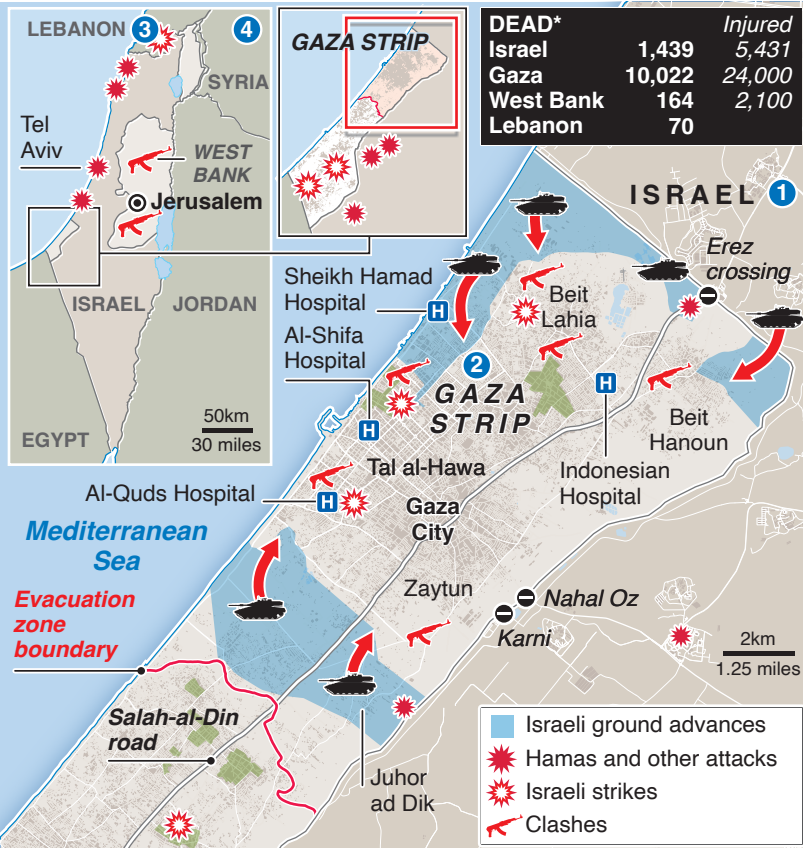 LEBANON
3
4
SYRIA
Tel
Aviv
WEST
BANK
Jerusalem
ISRAEL
JORDAN
EGYPT
50km
30 miles
GAZA STRIP
DEAD* Injured
Israel 1,439 5,431
Gaza 10,022 24,000
West Bank 164 2,100
Lebanon 70
ISRAEL
1
Erez
crossing
Sheikh Hamad
Hospital
H
Beit
Lahia
Al-Shifa
Hospital
H
2
GAZA
STRIP
H
Beit
Hanoun
Tal al-Hawa
Indonesian
Hospital
Al-Quds Hospital
H
Gaza
City
Mediterranean
Sea
Zaytun
Evacuation
zone
boundary
Nahal Oz
Karni
2km
1.25 miles
Salah-al-Din
road
Juhor
ad Dik
Israeli ground advances
Hamas and other attacks
Israeli strikes
Clashes